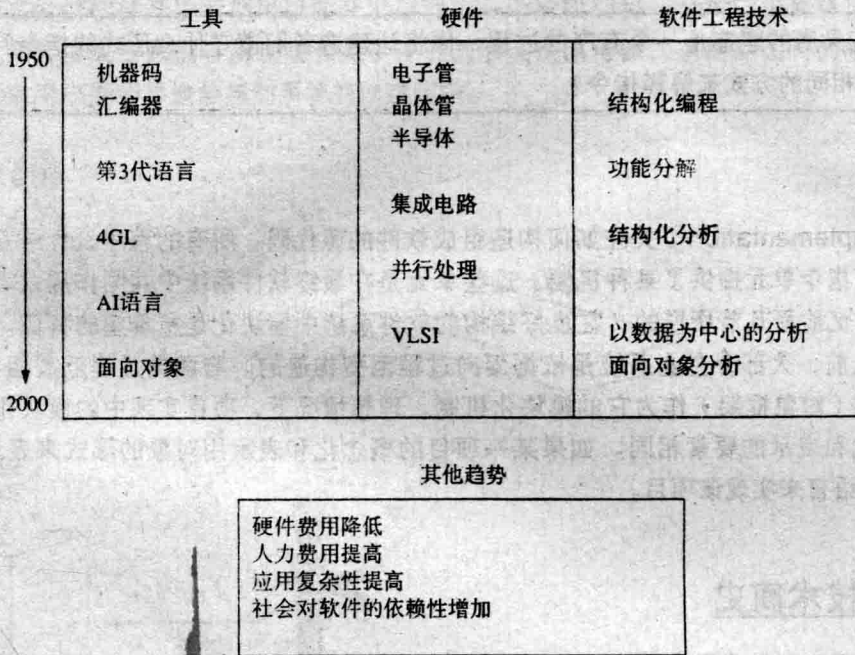 工具 硬件 软件工程技术
1950
机器码 电子管
汇编器 晶体管 结构化编程
半导体
第3代语言 功能分解
集成电路
4GL 结构化分析
并行处理
AI语言
VLSI 以数据为中心的分析
面向对象 面向对象分析
2000
其他趋势
硬件费用降低
人力费用提高
应用复杂性提高
社会对软件的依赖性增加